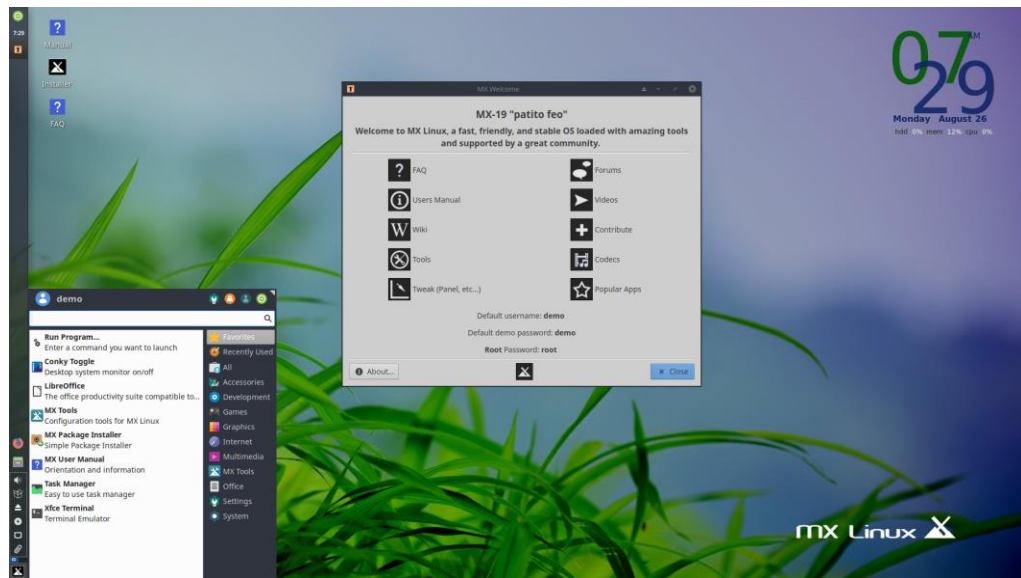 7:29
Manual
Installer
FAQ
07 AM
29
Monday August 26
hdd 0% mem 12% cpu 0%
MX Welcome
MX-19 "patito feo"
Welcome to MX Linux, a fast, friendly, and stable OS loaded with amazing tools
and supported by a great community.
FAQ
Forums
Users Manual
Videos
Wiki
Contribute
Tools
Codecs
Tweak (Panel, etc...)
Popular Apps
Default username: demo
Default demo password: demo
Root Password: root
About...
Close
demo
Run Program...
Enter a command you want to launch
Conky Toggle
Desktop system monitor on/off
LibreOffice
The office productivity suite compatible to...
MX Tools
Configuration tools for MX Linux
MX Package Installer
Simple Package Installer
MX User Manual
Orientation and information
Task Manager
Easy to use task manager
Xfce Terminal
Terminal Emulator
Favorites
Recently Used
All
Accessories
Development
Games
Graphics
Internet
Multimedia
MX Tools
Office
Settings
System
MX Linux